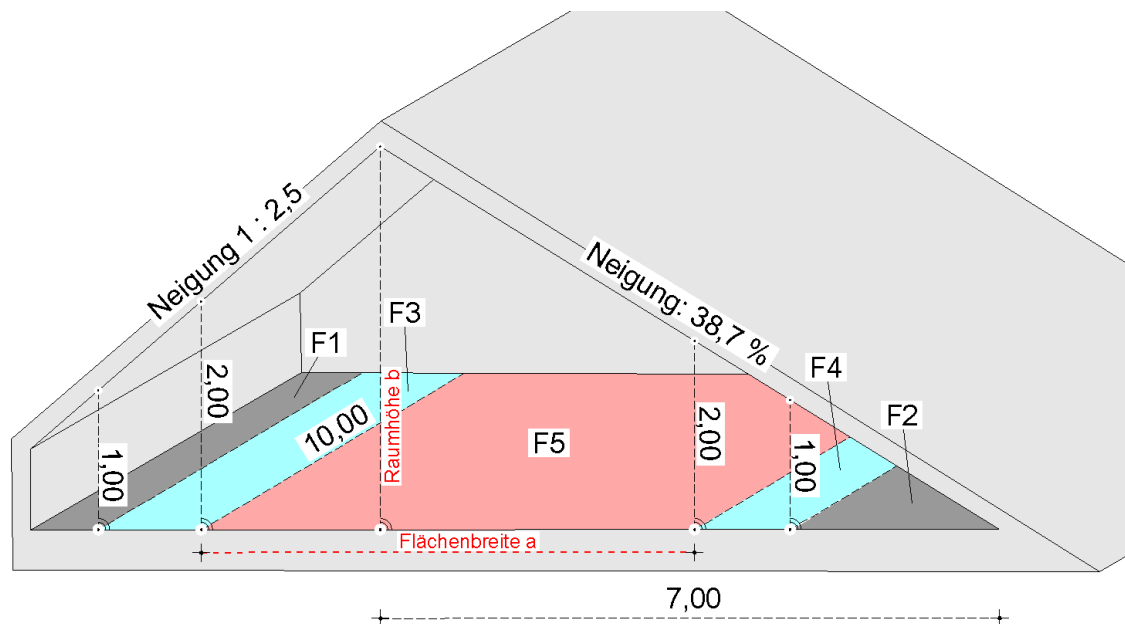 Neigung 1 : 2,5
Neigung: 38,7 %
F1
F3
F4
F2
F5
1,00
2,00
10,00
Raumhöhe b
2,00
1,00
Flächenbreite a
7,00